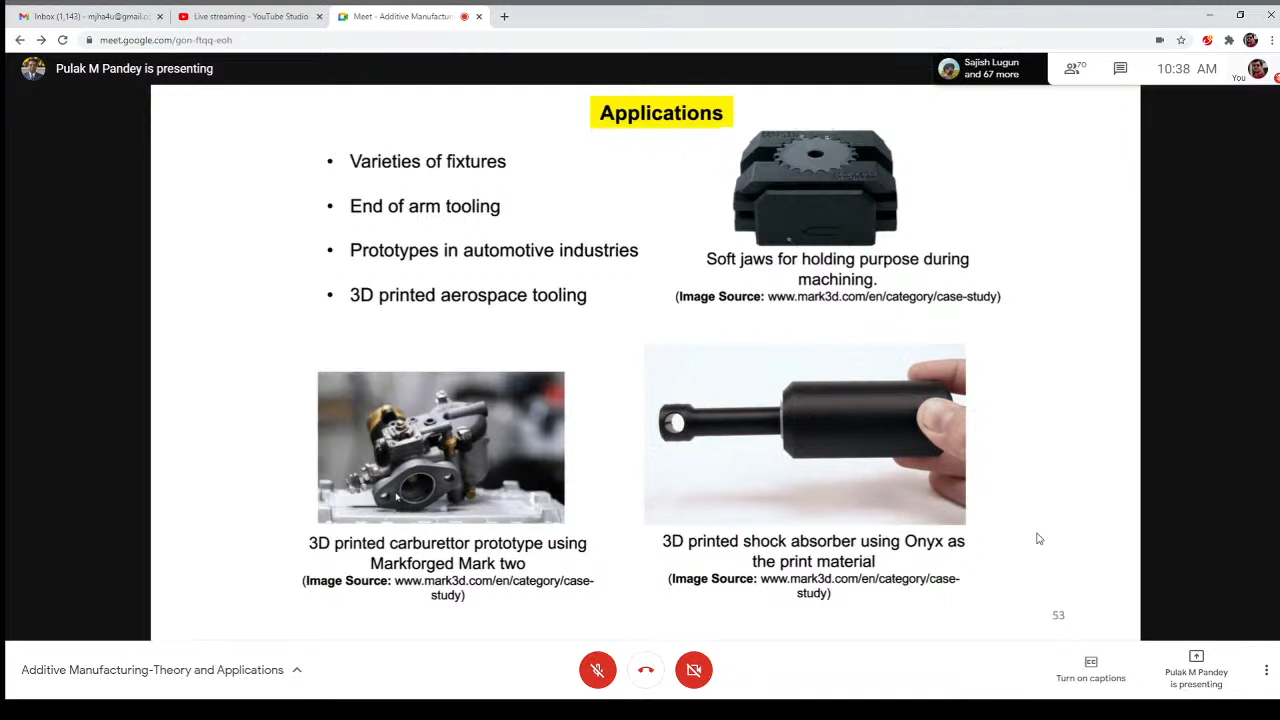 Inbox (1,143) - mjha4u@gmail.c
Live streaming - YouTube Studio
Meet - Additive Manufactur
meet.google.com/gon-ftqq-eoh
Pulak M Pandey is presenting
Sajish Lugun
and 67 more
70
10:38 AM
You
Applications
• Varieties of fixtures
• End of arm tooling
• Prototypes in automotive industries
• 3D printed aerospace tooling
Soft jaws for holding purpose during
machining.
(Image Source: www.mark3d.com/en/category/case-study)
3D printed carburettor prototype using
Markforged Mark two
(Image Source: www.mark3d.com/en/category/case-
study)
3D printed shock absorber using Onyx as
the print material
(Image Source: www.mark3d.com/en/category/case-
study)
53
Additive Manufacturing-Theory and Applications
CC
Turn on captions
Pulak M Pandey
is presenting